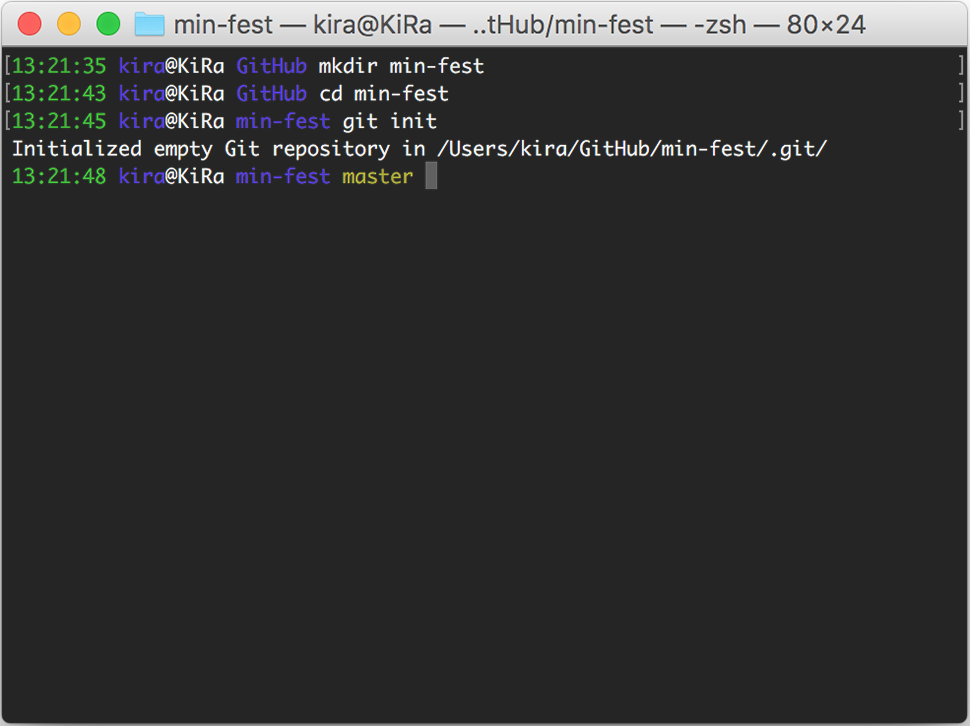 min-fest — kira@KiRa — ..tHub/min-fest — -zsh — 80×24
[13:21:35 kira@KiRa GitHub mkdir min-fest ]
[13:21:43 kira@KiRa GitHub cd min-fest ]
[13:21:45 kira@KiRa min-fest git init ]
Initialized empty Git repository in /Users/kira/GitHub/min-fest/.git/
13:21:48 kira@KiRa min-fest master